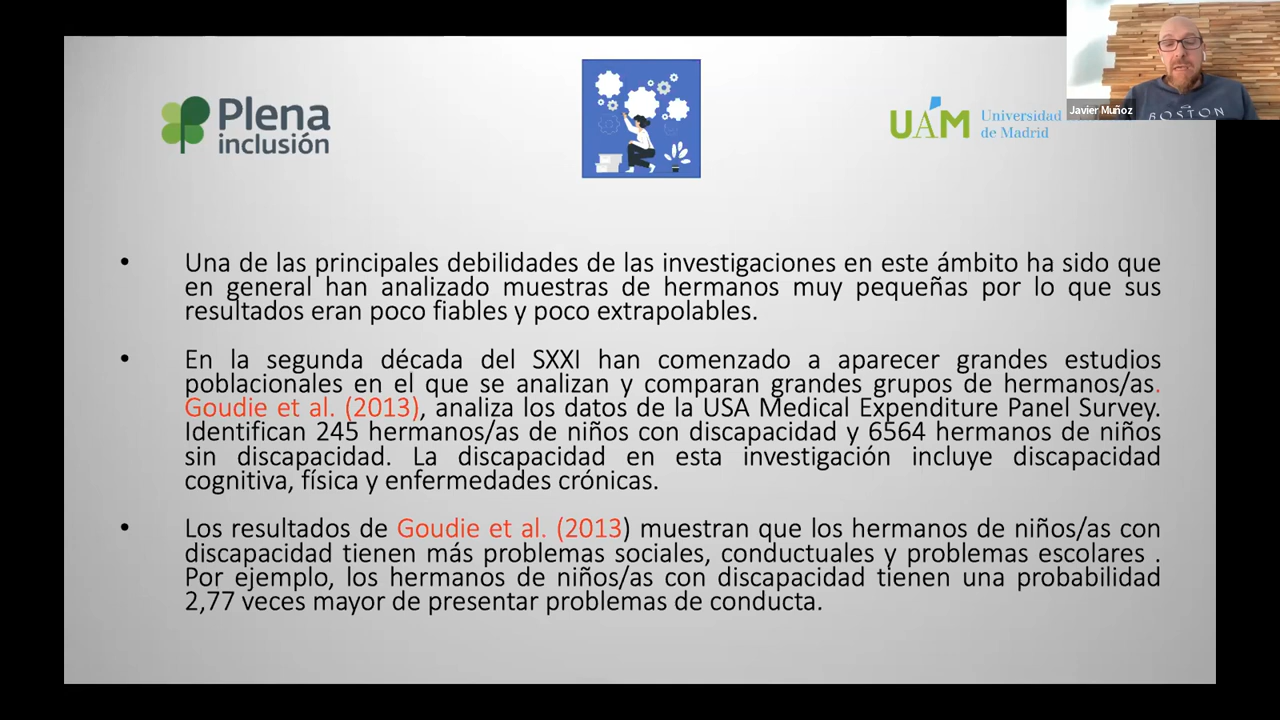 Plena
inclusión
UAM
Universidad
de Madrid
Javier Muñoz
BOSTON
• Una de las principales debilidades de las investigaciones en este ámbito ha sido que
en general han analizado muestras de hermanos muy pequeñas por lo que sus
resultados eran poco fiables y poco extrapolables.
• En la segunda década del SXXI han comenzado a aparecer grandes estudios
poblacionales en el que se analizan y comparan grandes grupos de hermanos/as.
Goudie et al. (2013), analiza los datos de la USA Medical Expenditure Panel Survey.
Identifican 245 hermanos/as de niños con discapacidad y 6564 hermanos de niños
sin discapacidad. La discapacidad en esta investigación incluye discapacidad
cognitiva, física y enfermedades crónicas.
• Los resultados de Goudie et al. (2013) muestran que los hermanos de niños/as con
discapacidad tienen más problemas sociales, conductuales y problemas escolares .
Por ejemplo, los hermanos de niños/as con discapacidad tienen una probabilidad
2,77 veces mayor de presentar problemas de conducta.